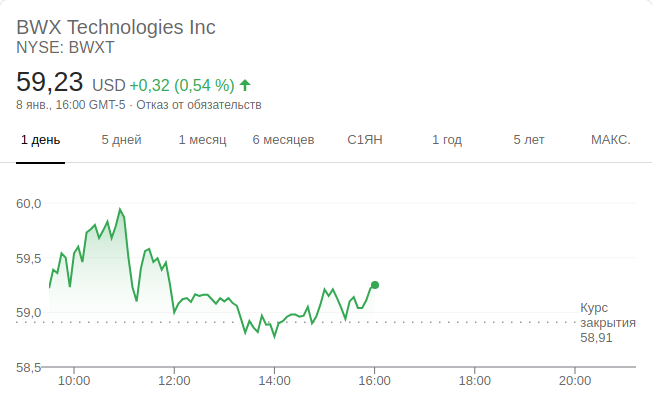 BWX Technologies Inc
NYSE: BWXT
59,23 USD +0,32 (0,54 %)
8 янв., 16:00 GMT-5 · Отказ от обязательств
1 день 5 дней 1 месяц 6 месяцев С1ЯН 1 год 5 лет МАКС.
60,0
59,5
59,0
58,5
Курс
закрытия
58,91
10:00 12:00 14:00 16:00 18:00 20:00